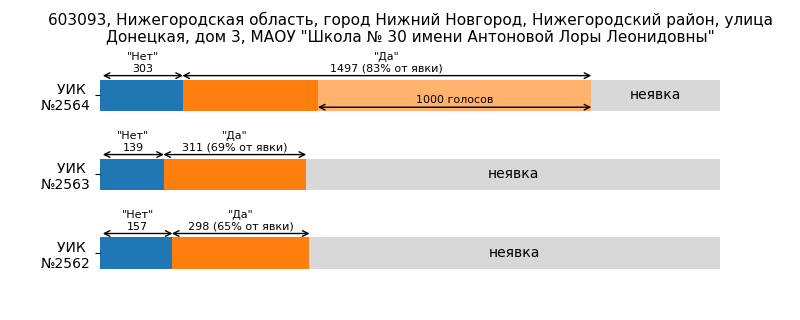 603093, Нижегородская область, город Нижний Новгород, Нижегородский район, улица
Донецкая, дом 3, МАОУ "Школа № 30 имени Антоновой Лоры Леонидовны"
"Нет"
303
"Да"
1497 (83% от явки)
УИК
№2564
1000 голосов
неявка
"Нет"
139
"Да"
311 (69% от явки)
УИК
№2563
неявка
"Нет"
157
"Да"
298 (65% от явки)
УИК
№2562
неявка